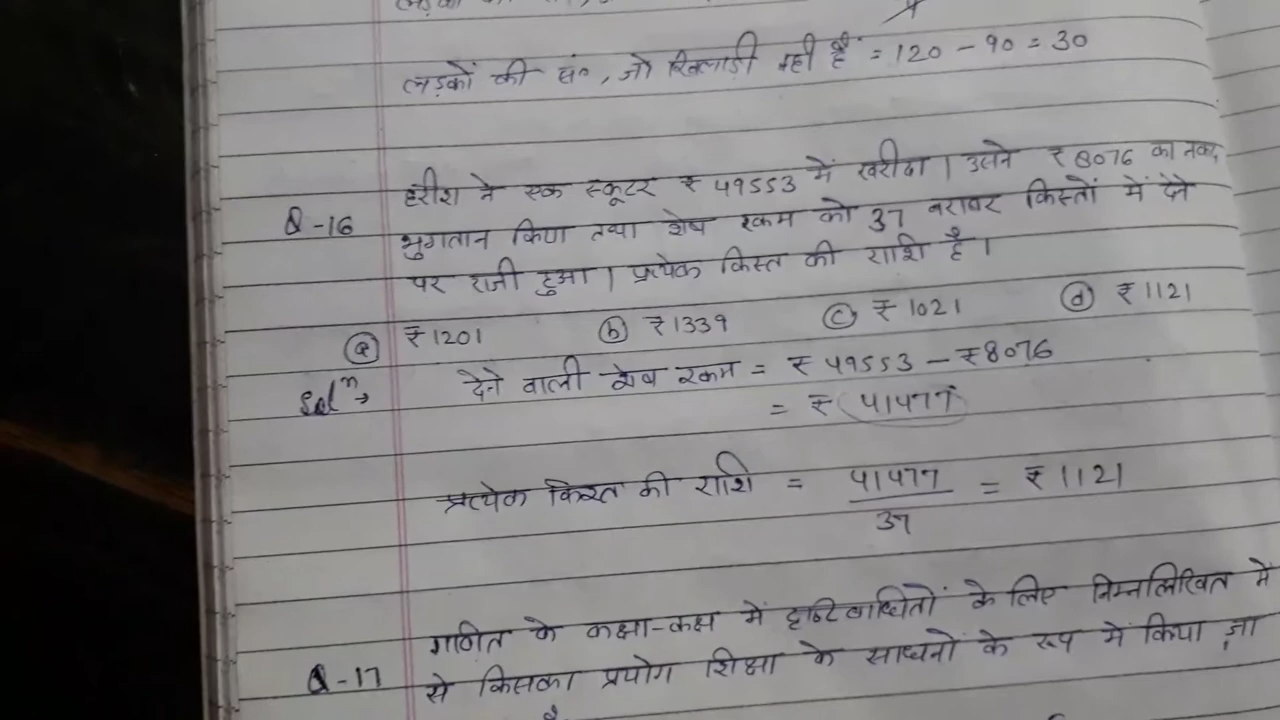 लड़कों की सं०, जो खिलाड़ी नहीं हैं = 120 - 90 = 30
Q-16 हरीश ने एक स्कूटर ₹ 49553 में खरीदा । उसने ₹ 8076 का नकद
भुगतान किया तथा शेष रकम को 37 बराबर किस्तों में देने
पर राजी हुआ । प्रत्येक किस्त की राशि है ।
(a) ₹ 1201 (b) ₹ 1339 (c) ₹ 1021 (d) ₹ 1121
Solⁿ → देने वाली शेष रकम = ₹ 49553 - ₹ 8076
= ₹ 41477
प्रत्येक किस्त की राशि = 41477 / 37 = ₹ 1121
Q-17 गणित के कक्षा-कक्ष में दृष्टिबाधितों के लिए निम्नलिखित में
से किसका प्रयोग शिक्षा के साधनों के रूप में किया जा